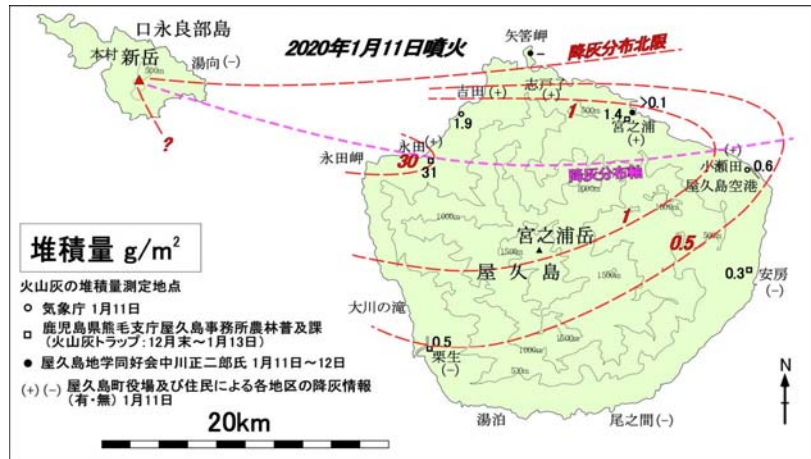 口永良部島
本村
新岳
湯向(-)
500m
2020年1月11日噴火
矢筈岬
-
降灰分布北限
?
吉田(+)
志戸子
(+)
1.9
1
500m
>0.1
1.4
宮之浦
(+)
永田(+)
永田岬
30
31
降灰分布軸
1000m
(+)
小瀬田
0.6
屋久島空港
1
0.5
1000m
500m
宮之浦岳
1500m
屋久島
1500m
0.3
安房
(-)
大川の滝
0.5
栗生
(-)
1000m
500m
湯泊
尾之間(-)
N
堆積量 g/m²
火山灰の堆積量測定地点
気象庁 1月11日
鹿児島県熊毛支庁屋久島事務所農林普及課
(火山灰トラップ:12月末~1月13日)
屋久島地学同好会中川正二郎氏 1月11日~12日
(+)(-) 屋久島町役場及び住民による各地区の降灰情報
(有・無) 1月11日
20km